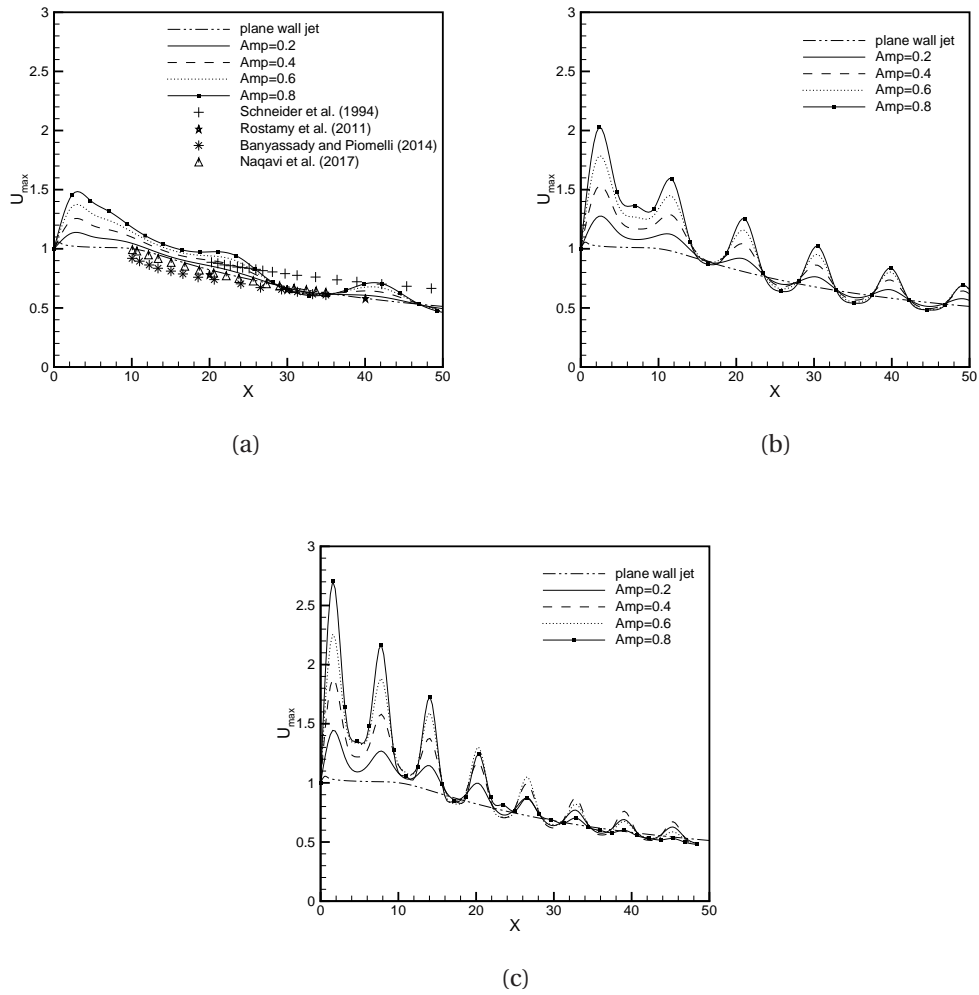 3
2.5
2
1.5
1
0.5
0
U_max
0 10 20 30 40 50
X
plane wall jet
Amp=0.2
Amp=0.4
Amp=0.6
Amp=0.8
Schneider et al. (1994)
Rostamy et al. (2011)
Banyassady and Piomelli (2014)
Naqavi et al. (2017)
(a)
3
2.5
2
1.5
1
0.5
0
U_max
0 10 20 30 40 50
X
plane wall jet
Amp=0.2
Amp=0.4
Amp=0.6
Amp=0.8
(b)
3
2.5
2
1.5
1
0.5
0
U_max
0 10 20 30 40 50
X
plane wall jet
Amp=0.2
Amp=0.4
Amp=0.6
Amp=0.8
(c)